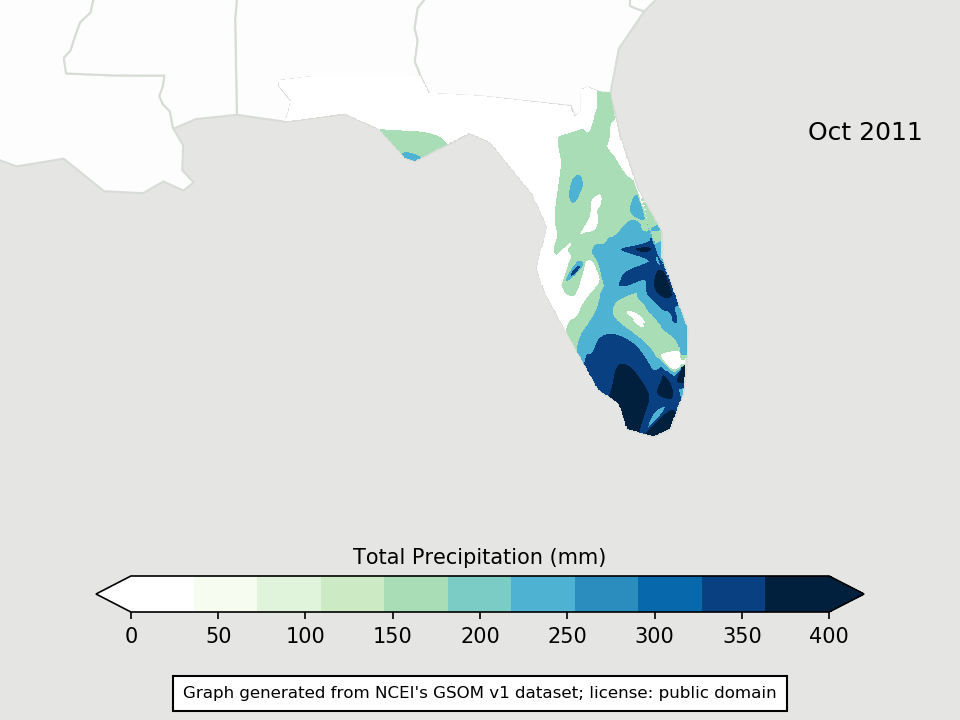 Oct 2011
Total Precipitation (mm)
0 50 100 150 200 250 300 350 400
Graph generated from NCEI's GSOM v1 dataset; license: public domain